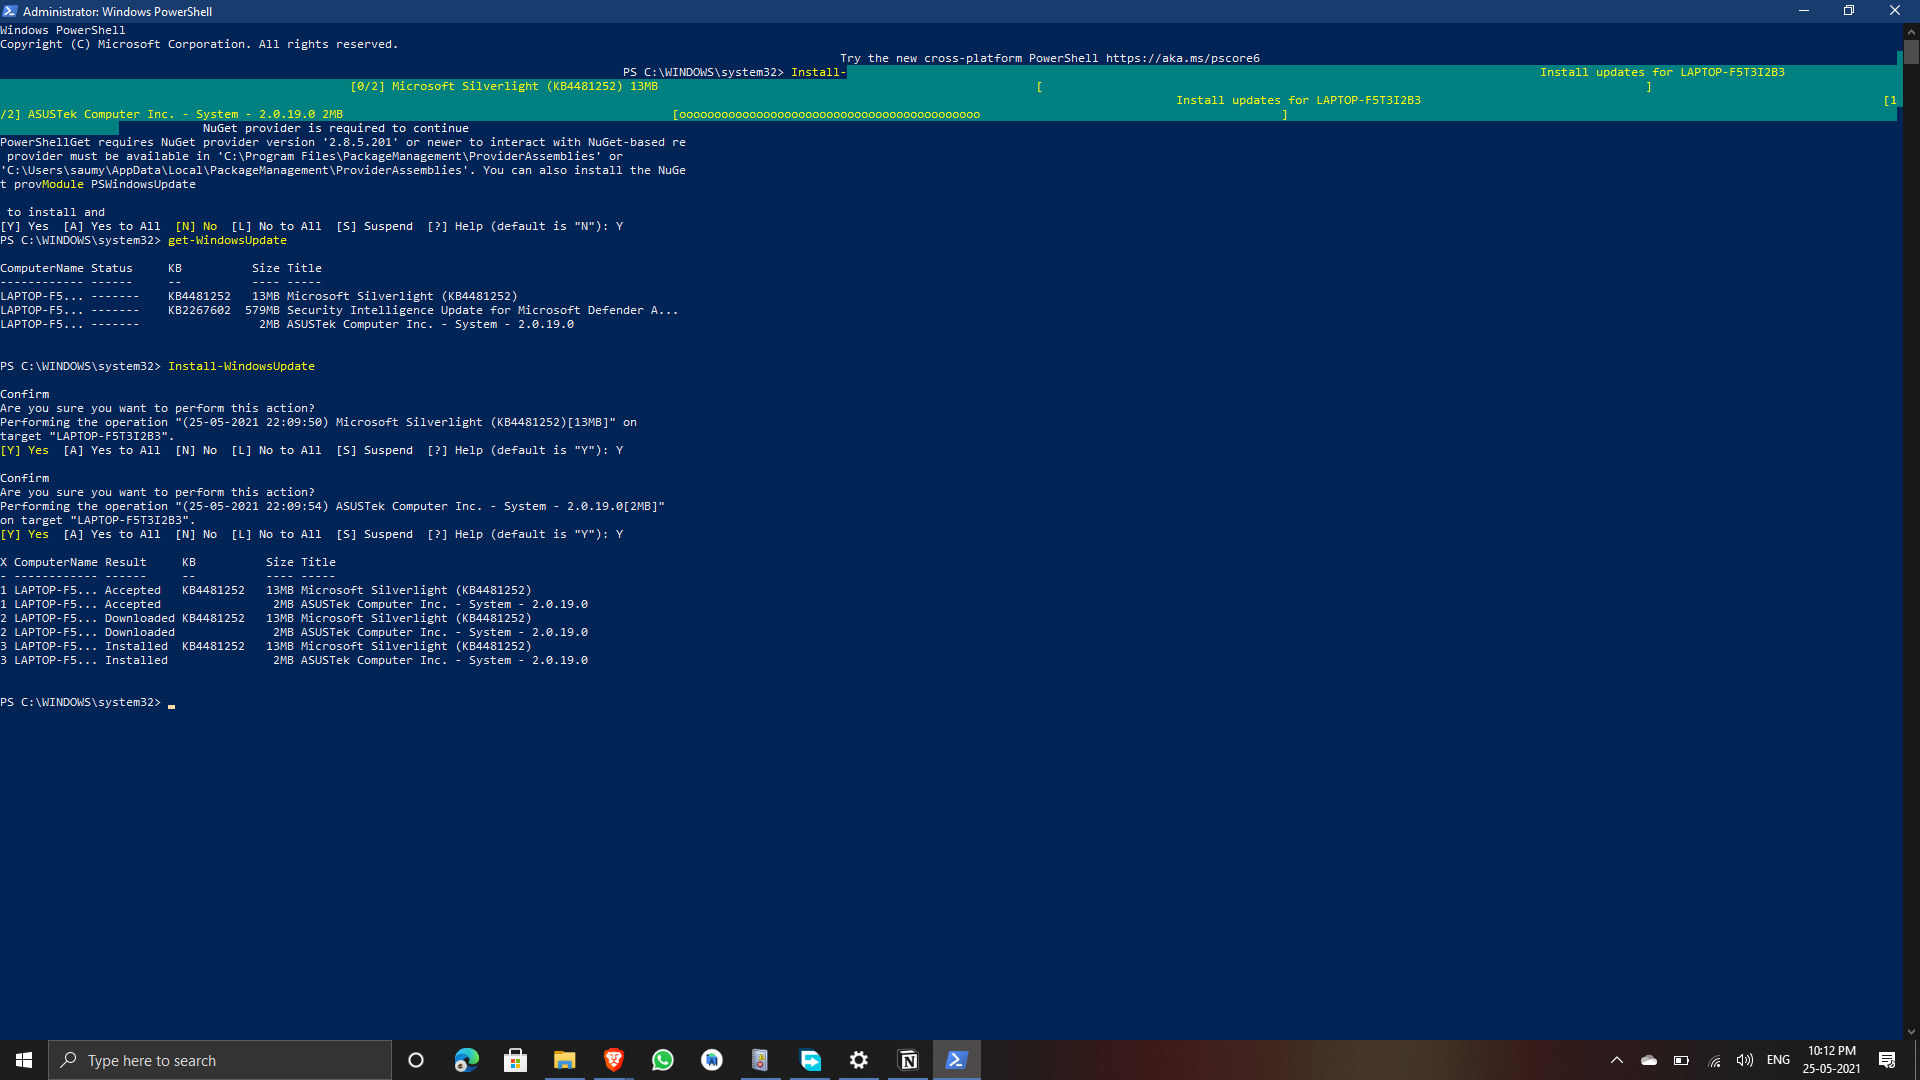 Administrator: Windows PowerShell
Windows PowerShell
Copyright (C) Microsoft Corporation. All rights reserved.
Try the new cross-platform PowerShell https://aka.ms/pscore6
PS C:\WINDOWS\system32> Install- Install updates for LAPTOP-F5T3I2B3
[0/2] Microsoft Silverlight (KB4481252) 13MB [ ]
Install updates for LAPTOP-F5T3I2B3 [1
/2] ASUSTek Computer Inc. - System - 2.0.19.0 2MB [ooooooooooooooooooooooooooooooooooooooooooo ]
NuGet provider is required to continue
PowerShellGet requires NuGet provider version '2.8.5.201' or newer to interact with NuGet-based re
provider must be available in 'C:\Program Files\PackageManagement\ProviderAssemblies' or
'C:\Users\saumy\AppData\Local\PackageManagement\ProviderAssemblies'. You can also install the NuGe
t provModule PSWindowsUpdate
to install and
[Y] Yes  [A] Yes to All  [N] No  [L] No to All  [S] Suspend  [?] Help (default is "N"): Y
PS C:\WINDOWS\system32> get-WindowsUpdate
ComputerName Status     KB          Size Title
------------ ------     --          ---- -----
LAPTOP-F5... -------    KB4481252   13MB Microsoft Silverlight (KB4481252)
LAPTOP-F5... -------    KB2267602  579MB Security Intelligence Update for Microsoft Defender A...
LAPTOP-F5... -------                 2MB ASUSTek Computer Inc. - System - 2.0.19.0
PS C:\WINDOWS\system32> Install-WindowsUpdate
Confirm
Are you sure you want to perform this action?
Performing the operation "(25-05-2021 22:09:50) Microsoft Silverlight (KB4481252)[13MB]" on
target "LAPTOP-F5T3I2B3".
[Y] Yes  [A] Yes to All  [N] No  [L] No to All  [S] Suspend  [?] Help (default is "Y"): Y
Confirm
Are you sure you want to perform this action?
Performing the operation "(25-05-2021 22:09:54) ASUSTek Computer Inc. - System - 2.0.19.0[2MB]"
on target "LAPTOP-F5T3I2B3".
[Y] Yes  [A] Yes to All  [N] No  [L] No to All  [S] Suspend  [?] Help (default is "Y"): Y
X ComputerName Result     KB          Size Title
- ------------ ------     --          ---- -----
1 LAPTOP-F5... Accepted   KB4481252   13MB Microsoft Silverlight (KB4481252)
1 LAPTOP-F5... Accepted                2MB ASUSTek Computer Inc. - System - 2.0.19.0
2 LAPTOP-F5... Downloaded KB4481252   13MB Microsoft Silverlight (KB4481252)
2 LAPTOP-F5... Downloaded              2MB ASUSTek Computer Inc. - System - 2.0.19.0
3 LAPTOP-F5... Installed  KB4481252   13MB Microsoft Silverlight (KB4481252)
3 LAPTOP-F5... Installed               2MB ASUSTek Computer Inc. - System - 2.0.19.0
PS C:\WINDOWS\system32>
Type here to search
ENG
10:12 PM
25-05-2021